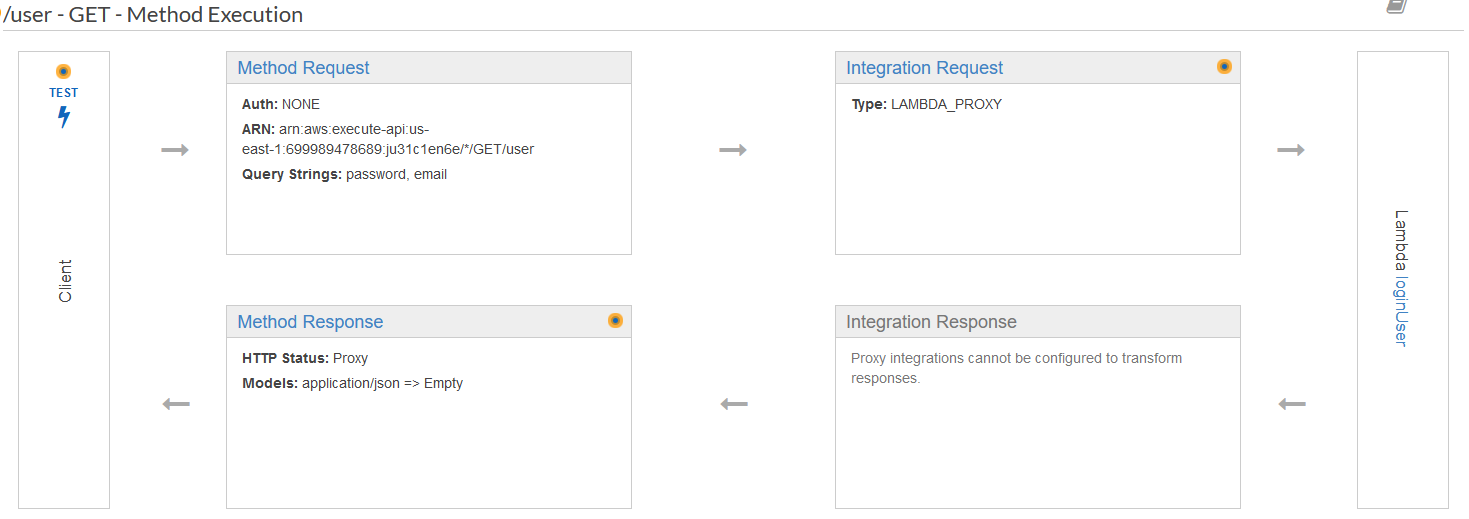 /user - GET - Method Execution
TEST
Client
Method Request
Auth: NONE
ARN: arn:aws:execute-api:us-
east-1:699989478689:ju31c1en6e/*/GET/user
Query Strings: password, email
Integration Request
Type: LAMBDA_PROXY
Lambda loginUser
Method Response
HTTP Status: Proxy
Models: application/json => Empty
Integration Response
Proxy integrations cannot be configured to transform
responses.